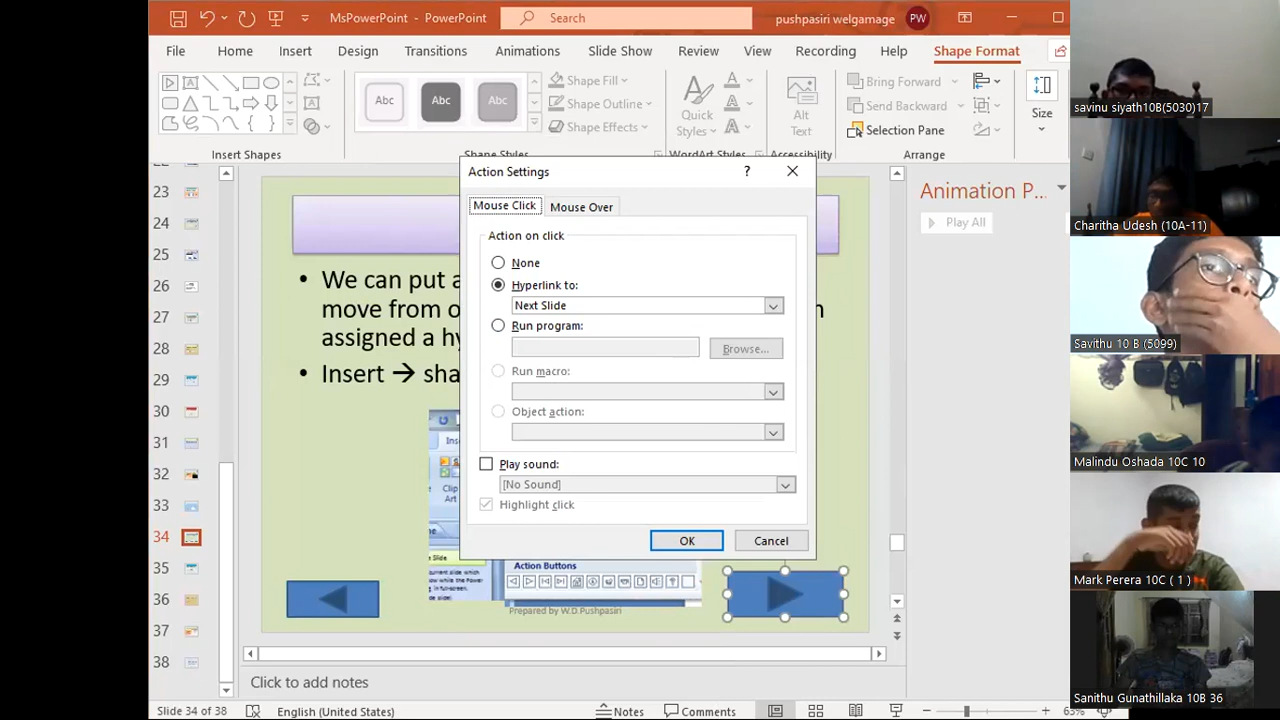 MsPowerPoint - PowerPoint
Search
pushpasiri welgamage
PW
File Home Insert Design Transitions Animations Slide Show Review View Recording Help Shape Format
Abc Abc Abc
Shape Fill
Shape Outline
Shape Effects
Quick
Styles
Alt
Text
Bring Forward
Send Backward
Selection Pane
Size
Insert Shapes
Shape Styles
WordArt Styles
Accessibility
Arrange
23
24
25
26
27
28
29
30
31
32
33
34
35
36
37
38
We can put a
move from o
assigned a hy
• Insert → sha
Action Settings
?
Mouse Click
Mouse Over
Action on click
None
Hyperlink to:
Next Slide
Run program:
Browse...
Run macro:
Object action:
Play sound:
[No Sound]
Highlight click
OK
Cancel
Clip
Art
Action Buttons
Prepared by W.D.Pushpasiri
Animation P...
Play All
Click to add notes
Slide 34 of 38
English (United States)
Notes
Comments
63%
savinu siyath10B(5030)17
Charitha Udesh (10A-11)
Savithu 10 B (5099)
Malindu Oshada 10C 10
Mark Perera 10C ( 1 )
Sanithu Gunathillaka 10B 36